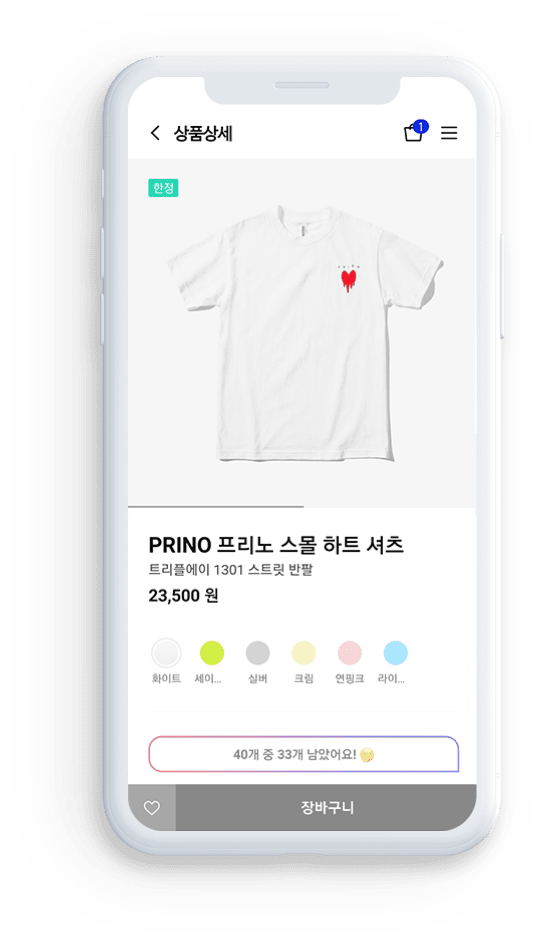 상품상세
1
한정
PRINO 프리노 스몰 하트 셔츠
트리플에이 1301 스트릿 반팔
23,500 원
화이트 세이... 실버 크림 연핑크 라이...
40개 중 33개 남았어요!
장바구니